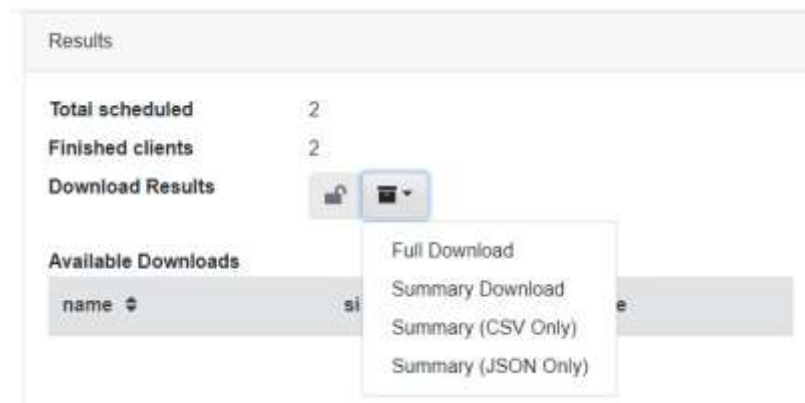 Results
Total scheduled 2
Finished clients 2
Download Results
Full Download
Available Downloads
Summary Download
name si e
Summary (CSV Only)
Summary (JSON Only)